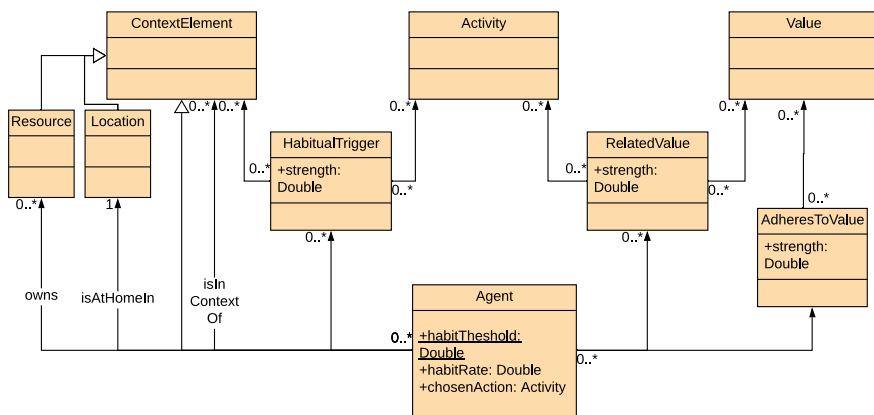 ContextElement
Activity
Value
0..*
0..*
0..*
0..*
0..*
0..*
Resource
Location
HabitualTrigger
+strength:
Double
RelatedValue
+strength:
Double
0..*
0..*
0..*
0..*
0..*
AdheresToValue
+strength:
Double
0..*
1
0..*
0..*
owns
isAtHomeIn
isIn
Context
Of
Agent
+habitTheshold:
Double
+habitRate: Double
+chosenAction: Activity
0..*
0..*